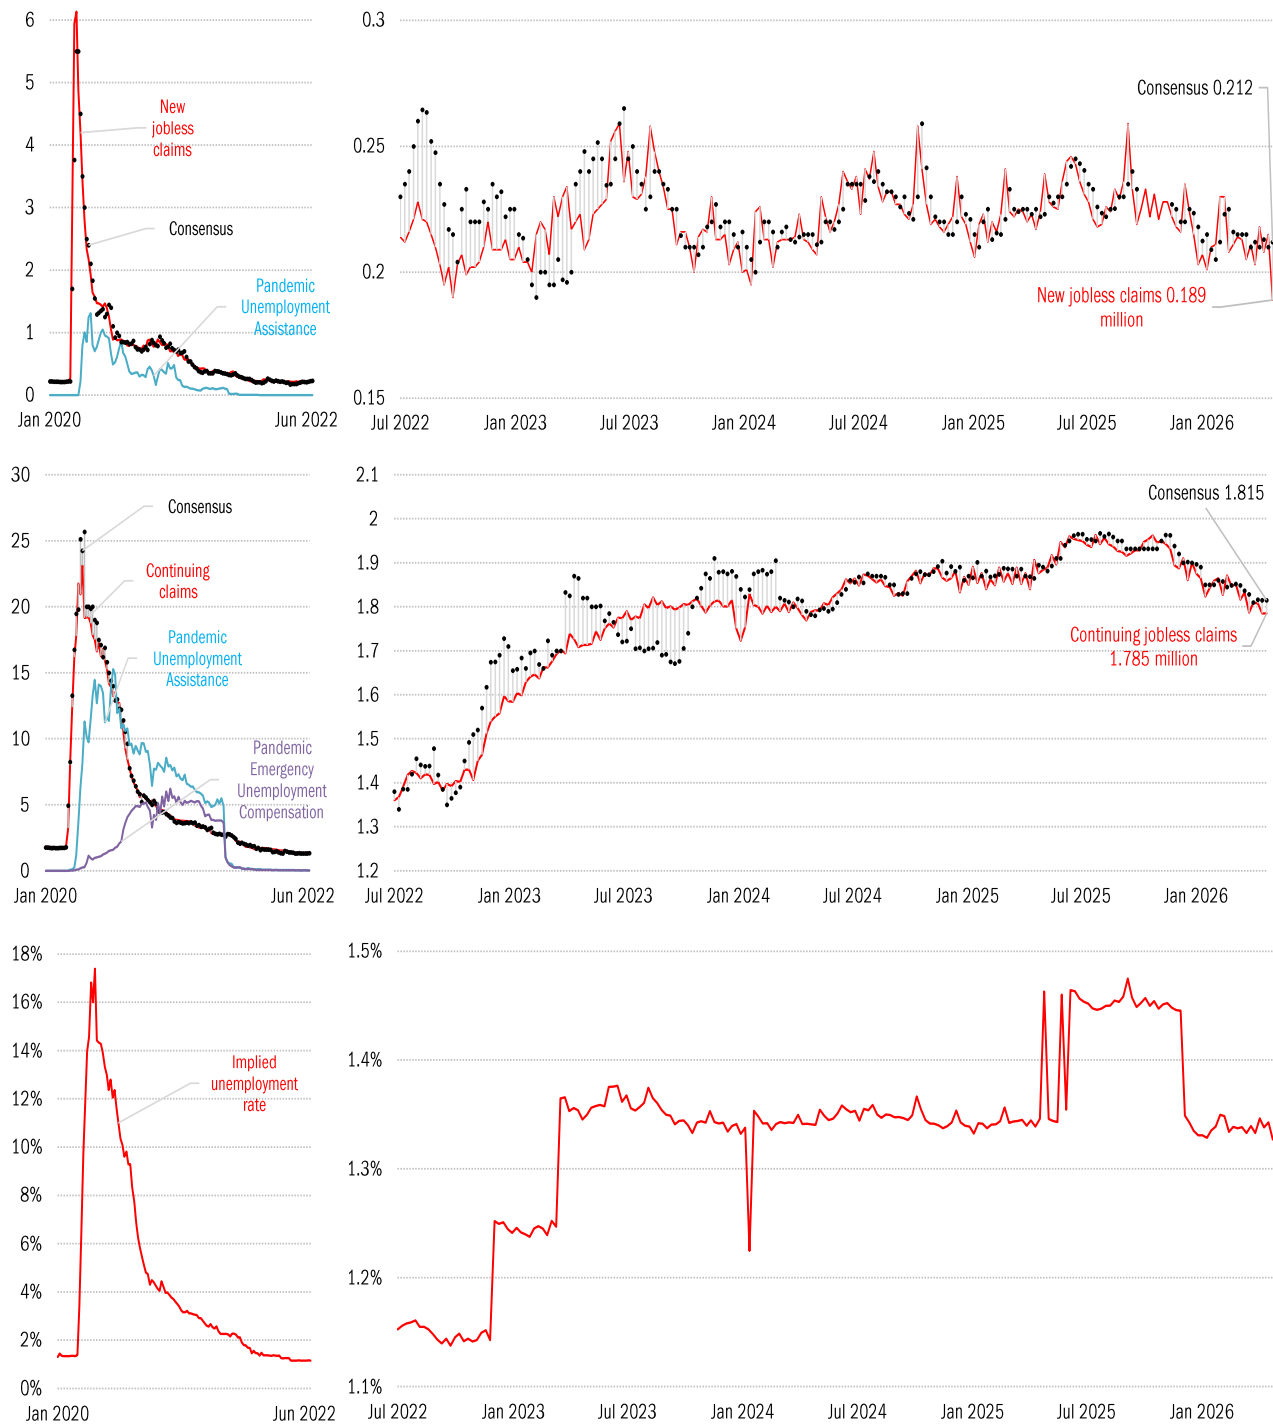 6
5
4
3
2
1
0
Jan 2020
Jun 2022
New
jobless
claims
Consensus
Pandemic
Unemployment
Assistance
0.3
0.25
0.2
0.15
Jul 2022
Jan 2023
Jul 2023
Jan 2024
Jul 2024
Jan 2025
Jul 2025
Jan 2026
Consensus 0.212
New jobless claims 0.189
million
30
25
20
15
10
5
0
Jan 2020
Jun 2022
Consensus
Continuing
claims
Pandemic
Unemployment
Assistance
Pandemic
Emergency
Unemployment
Compensation
2.1
2
1.9
1.8
1.7
1.6
1.5
1.4
1.3
1.2
Jul 2022
Jan 2023
Jul 2023
Jan 2024
Jul 2024
Jan 2025
Jul 2025
Jan 2026
Consensus 1.815
Continuing jobless claims
1.785 million
18%
16%
14%
12%
10%
8%
6%
4%
2%
0%
Jan 2020
Jun 2022
Implied
unemployment
rate
1.5%
1.4%
1.3%
1.2%
1.1%
Jul 2022
Jan 2023
Jul 2023
Jan 2024
Jul 2024
Jan 2025
Jul 2025
Jan 2026